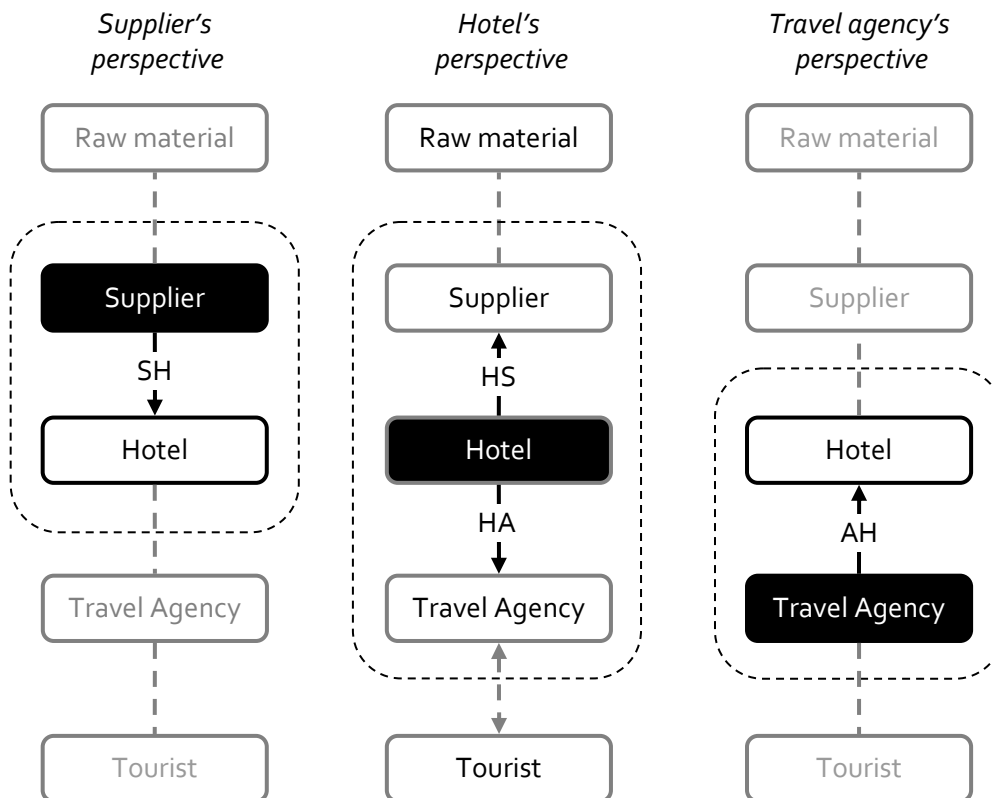 Supplier's
perspective
Raw material
Supplier
SH
Hotel
Travel Agency
Tourist
Hotel's
perspective
Raw material
Supplier
HS
Hotel
HA
Travel Agency
Tourist
Travel agency's
perspective
Raw material
Supplier
Hotel
AH
Travel Agency
Tourist